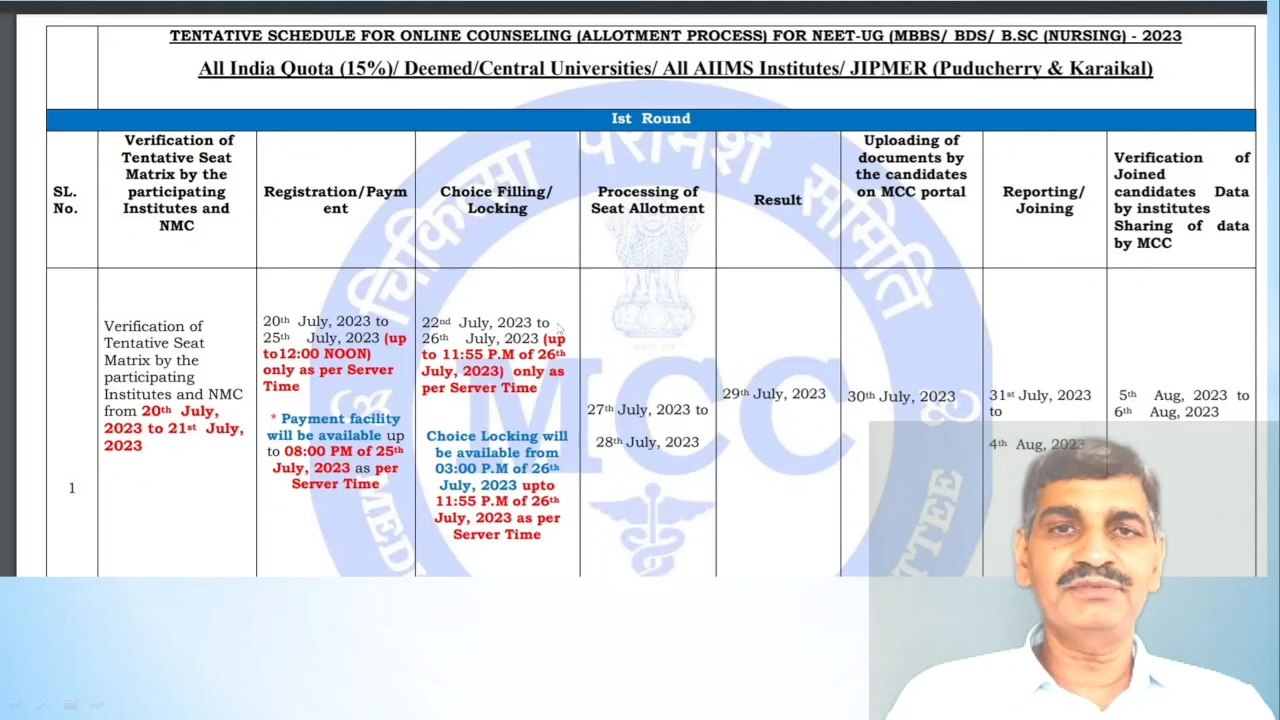 TENTATIVE SCHEDULE FOR ONLINE COUNSELING (ALLOTMENT PROCESS) FOR NEET-UG (MBBS/ BDS/ B.SC (NURSING) - 2023
All India Quota (15%)/ Deemed/Central Universities/ All AIIMS Institutes/ JIPMER (Puducherry & Karaikal)
Ist Round
SL.
No.
Verification of
Tentative Seat
Matrix by the
participating
Institutes and
NMC
Registration/Paym
ent
Choice Filling/
Locking
Processing of
Seat Allotment
Result
Uploading of
documents by
the candidates
on MCC portal
Reporting/
Joining
Verification of
Joined
candidates Data
by institutes
Sharing of data
by MCC
1
Verification of
Tentative Seat
Matrix by the
participating
Institutes and NMC
from 20th July,
2023 to 21st July,
2023
20th July, 2023 to
25th July, 2023 (up
to12:00 NOON)
only as per Server
Time
* Payment facility
will be available up
to 08:00 PM of 25th
July, 2023 as per
Server Time
22nd July, 2023 to
26th July, 2023 (up
to 11:55 P.M of 26th
July, 2023) only as
per Server Time
Choice Locking will
be available from
03:00 P.M of 26th
July, 2023 upto
11:55 P.M of 26th
July, 2023 as per
Server Time
27th July, 2023 to
28th July, 2023
29th July, 2023
30th July, 2023
31st July, 2023
to
4th Aug, 2023
5th Aug, 2023 to
6th Aug, 2023
चिकित्सा परामर्श समिति
MCC